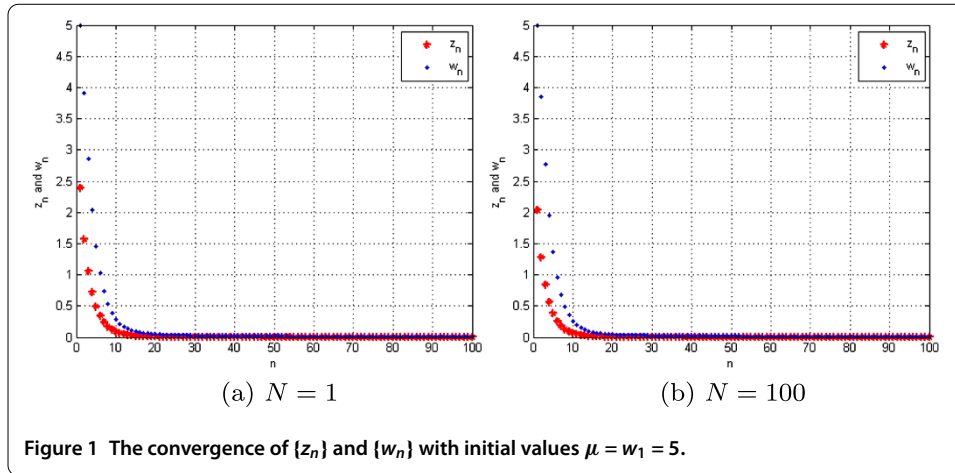 5
4.5
4
3.5
3
2.5
2
1.5
1
0.5
0
z_n and w_n
0 10 20 30 40 50 60 70 80 90 100
n
z_n
w_n
(a) N = 1
5
4.5
4
3.5
3
2.5
2
1.5
1
0.5
0
z_n and w_n
0 10 20 30 40 50 60 70 80 90 100
n
z_n
w_n
(b) N = 100
Figure 1 The convergence of {z_n} and {w_n} with initial values μ = w_1 = 5.